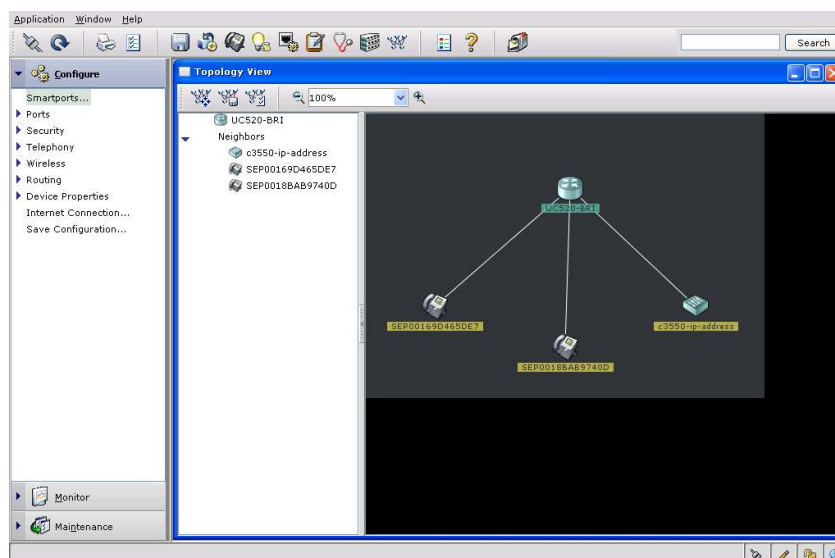 Application Window Help
Search
Configure
Smartports...
Ports
Security
Telephony
Wireless
Routing
Device Properties
Internet Connection...
Save Configuration...
Monitor
Maintenance
Topology View
100%
UC520-BRI
Neighbors
c3550-ip-address
SEP00169D465DE7
SEP0018BAB9740D
UC520-BRI
SEP00169D465DE7
c3550-ip-address
SEP0018BAB9740D